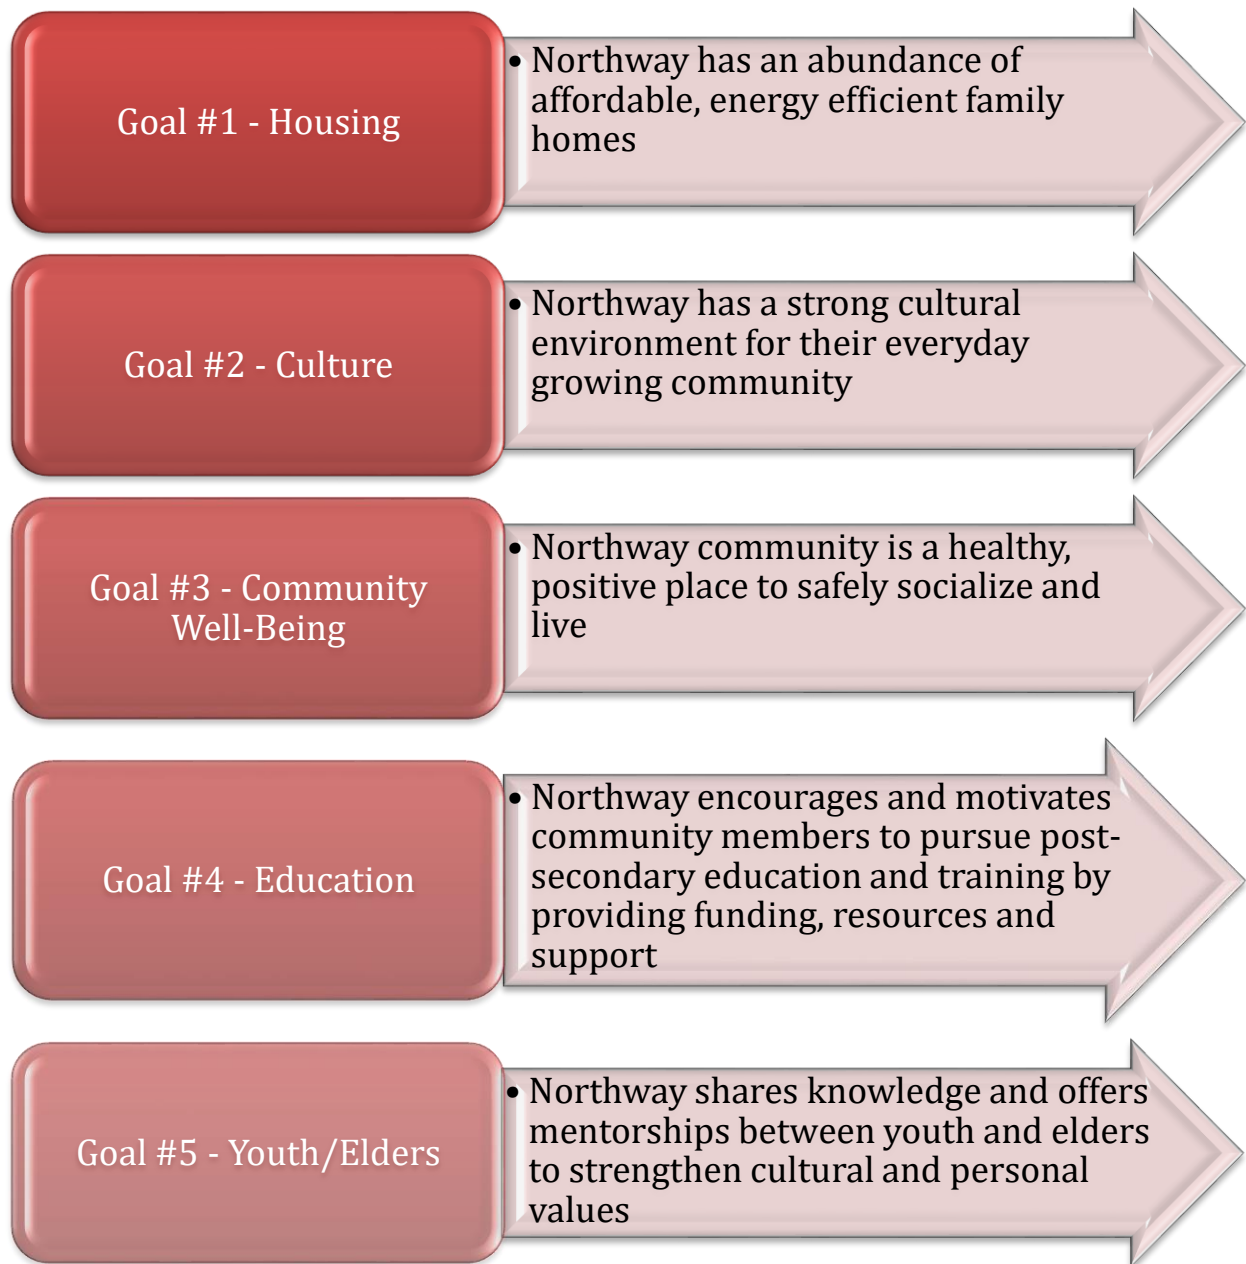 Goal #1 - Housing
• Northway has an abundance of
affordable, energy efficient family
homes
Goal #2 - Culture
• Northway has a strong cultural
environment for their everyday
growing community
Goal #3 - Community
Well-Being
• Northway community is a healthy,
positive place to safely socialize and
live
Goal #4 - Education
• Northway encourages and motivates
community members to pursue post-
secondary education and training by
providing funding, resources and
support
Goal #5 - Youth/Elders
• Northway shares knowledge and offers
mentorships between youth and elders
to strengthen cultural and personal
values